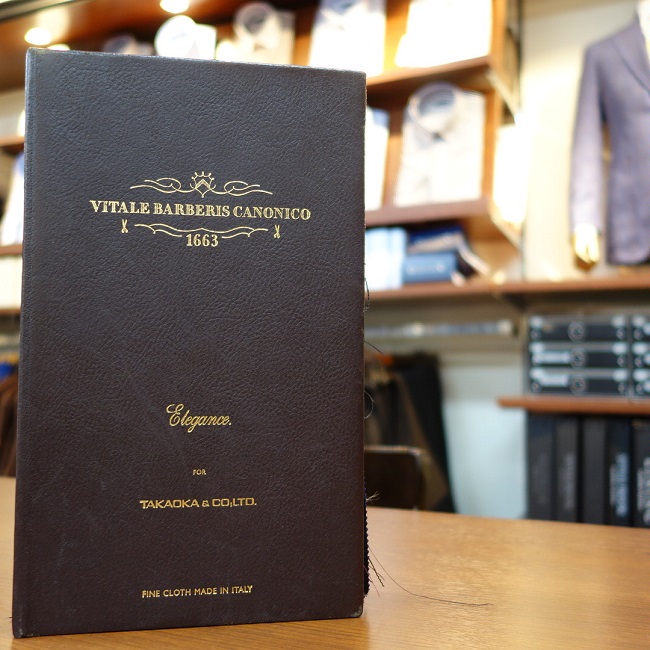 VITALE BARBERIS CANONICO
1663
Elegance.
FOR
TAKAOKA & CO;LTD.
FINE CLOTH MADE IN ITALY